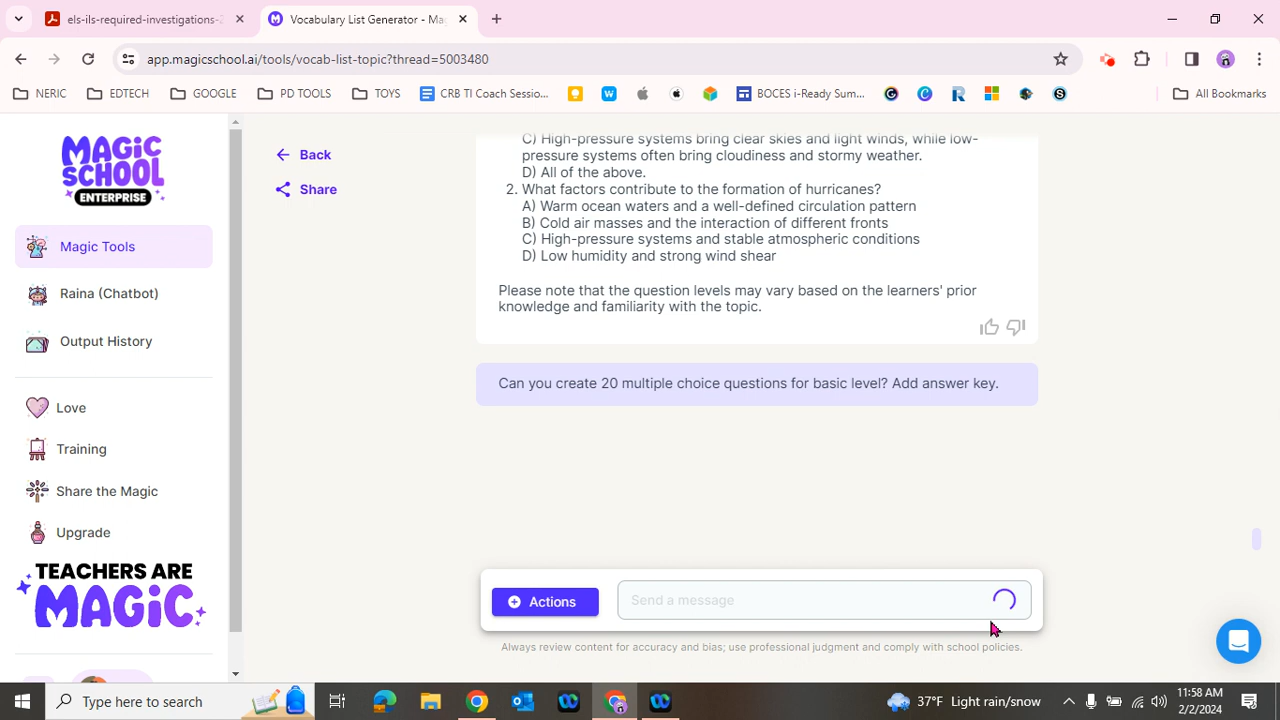 els-ils-required-investigations-
Vocabulary List Generator - Ma
app.magicschool.ai/tools/vocab-list-topic?thread=5003480
NERIC
EDTECH
GOOGLE
PD TOOLS
TOYS
CRB TI Coach Sessio...
BOCES i-Ready Sum...
All Bookmarks
MAGIC
SCHOOL
ENTERPRISE
Magic Tools
Raina (Chatbot)
Output History
Love
Training
Share the Magic
Upgrade
TEACHERS ARE
MAGIC
Back
Share
C) High-pressure systems bring clear skies and light winds, while low-
pressure systems often bring cloudiness and stormy weather.
D) All of the above.
2. What factors contribute to the formation of hurricanes?
A) Warm ocean waters and a well-defined circulation pattern
B) Cold air masses and the interaction of different fronts
C) High-pressure systems and stable atmospheric conditions
D) Low humidity and strong wind shear
Please note that the question levels may vary based on the learners' prior
knowledge and familiarity with the topic.
Can you create 20 multiple choice questions for basic level? Add answer key.
Actions
Send a message
Always review content for accuracy and bias; use professional judgment and comply with school policies.
Type here to search
37°F Light rain/snow
11:58 AM
2/2/2024